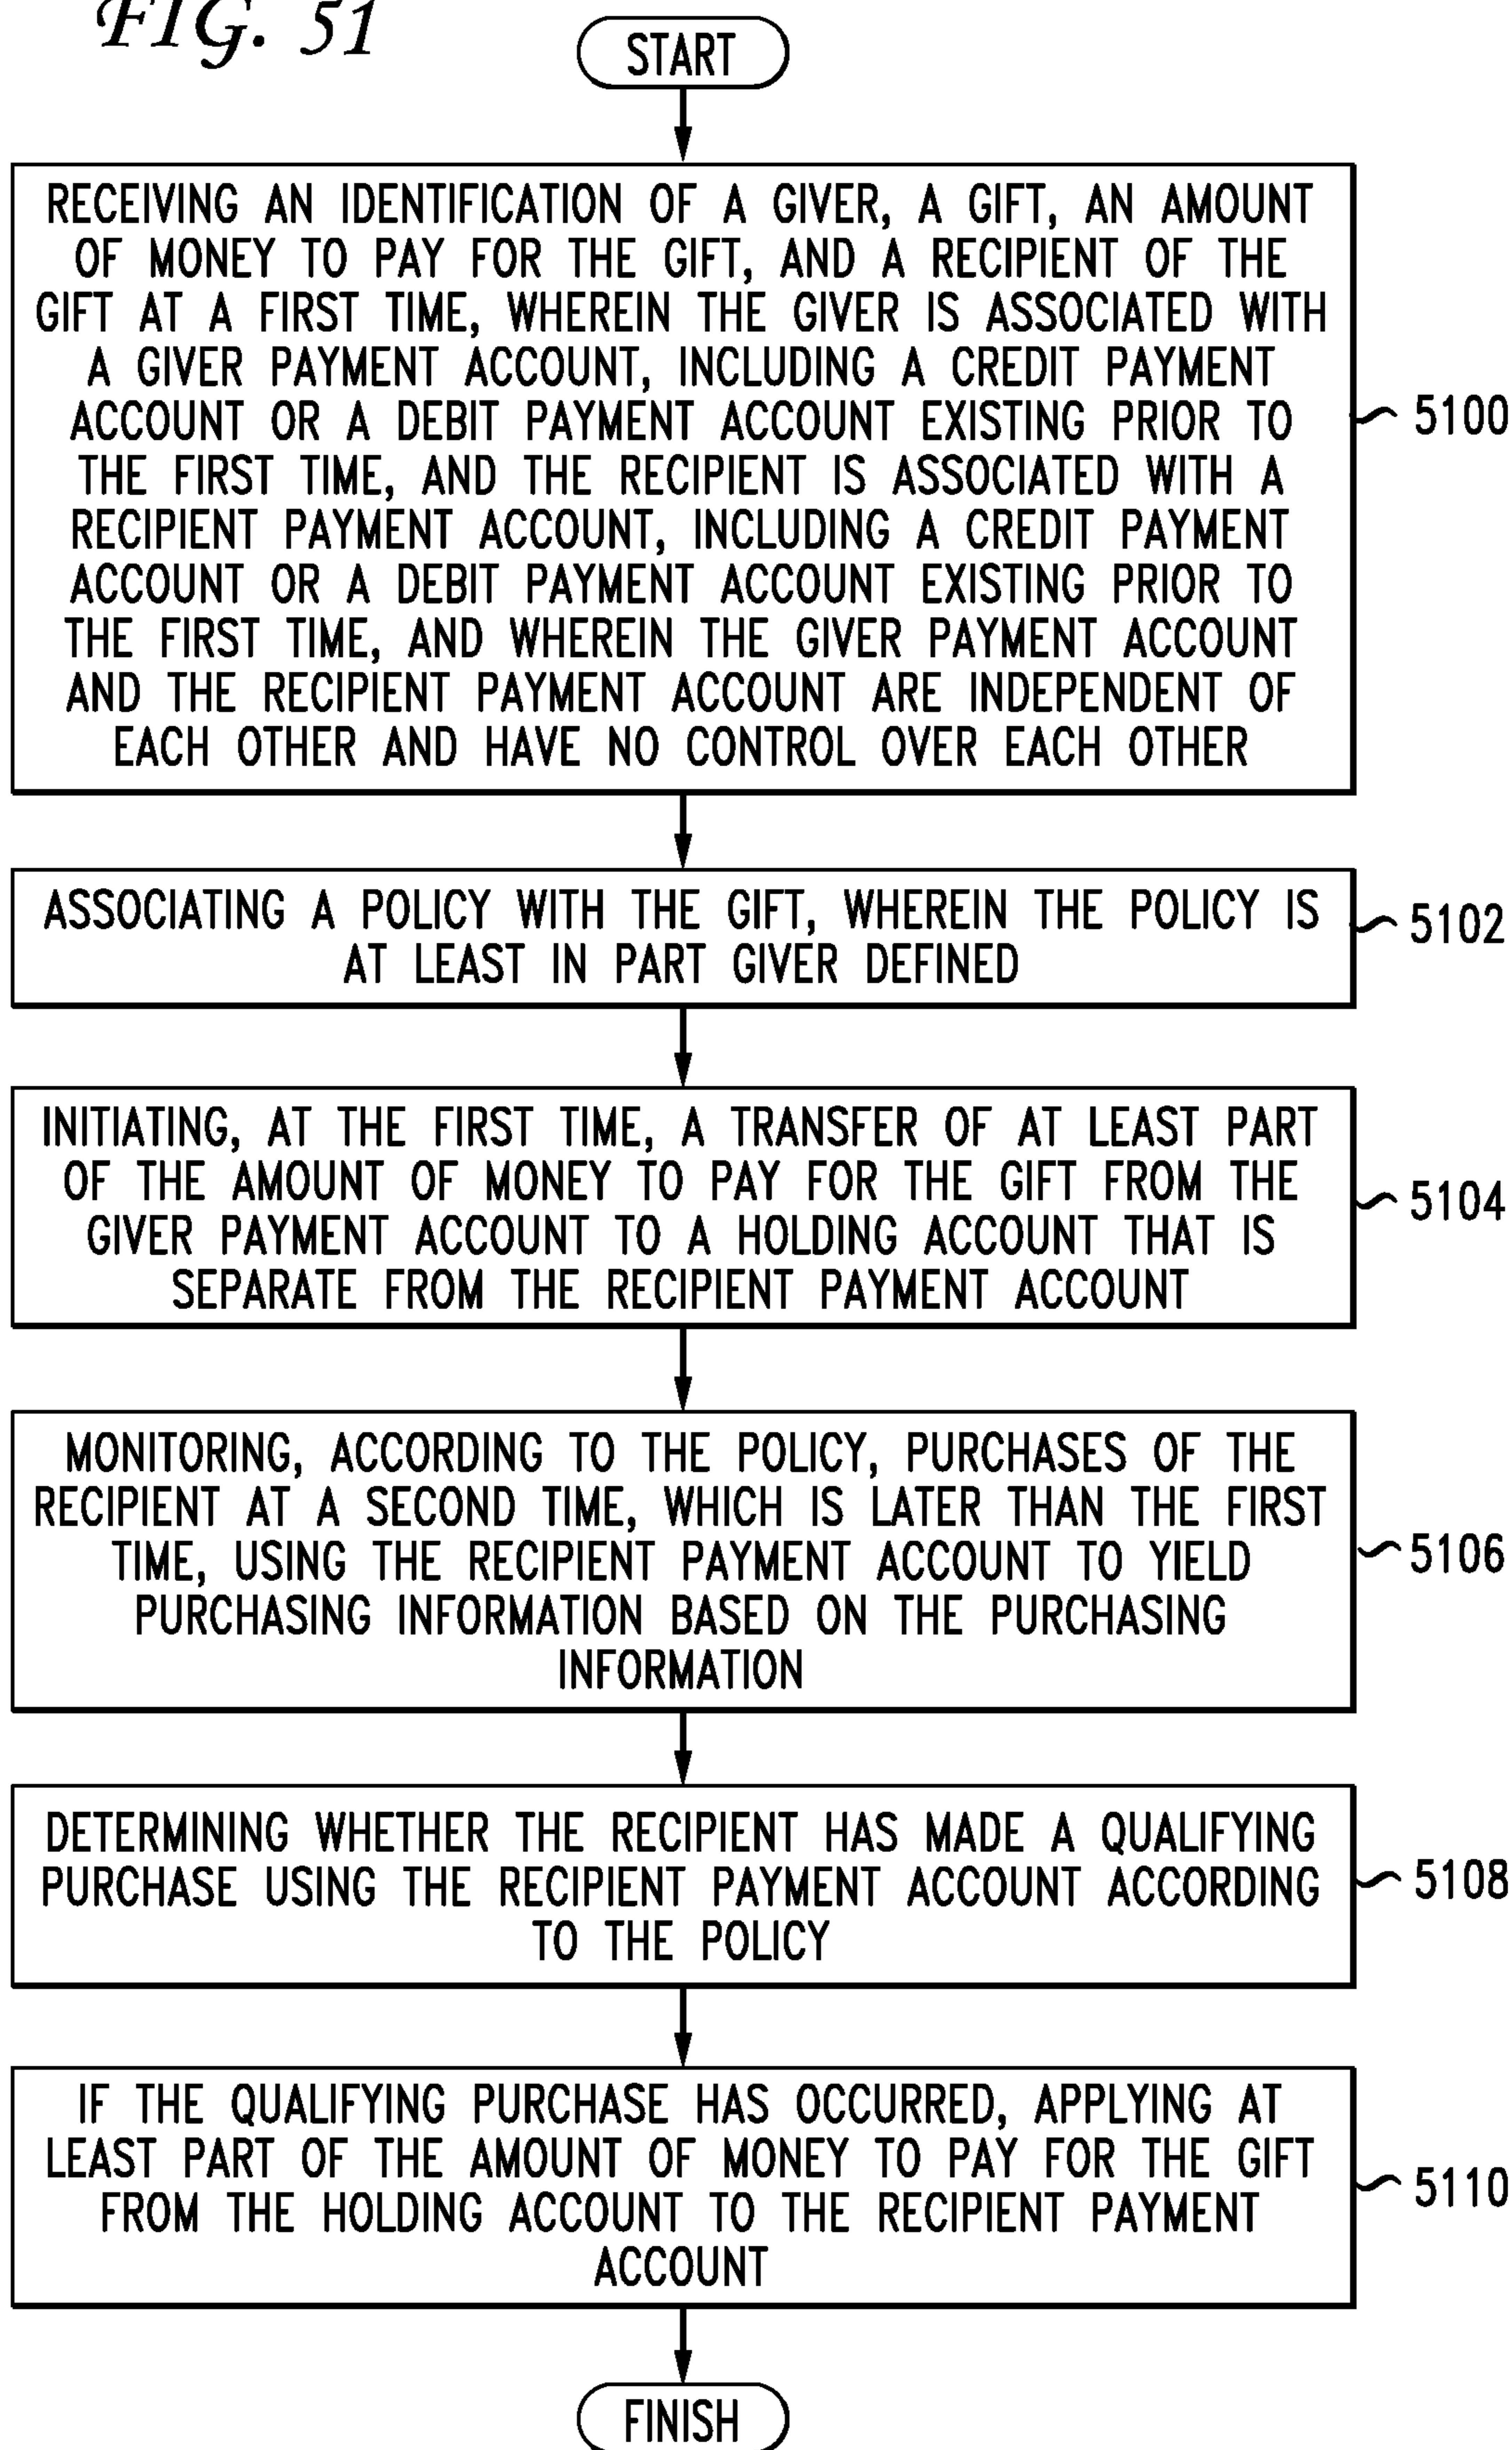 FIG. 51
START
RECEIVING AN IDENTIFICATION OF A GIVER, A GIFT, AN AMOUNT
OF MONEY TO PAY FOR THE GIFT, AND A RECIPIENT OF THE
GIFT AT A FIRST TIME, WHEREIN THE GIVER IS ASSOCIATED WITH
A GIVER PAYMENT ACCOUNT, INCLUDING A CREDIT PAYMENT
ACCOUNT OR A DEBIT PAYMENT ACCOUNT EXISTING PRIOR TO
THE FIRST TIME, AND THE RECIPIENT IS ASSOCIATED WITH A
RECIPIENT PAYMENT ACCOUNT, INCLUDING A CREDIT PAYMENT
ACCOUNT OR A DEBIT PAYMENT ACCOUNT EXISTING PRIOR TO
THE FIRST TIME, AND WHEREIN THE GIVER PAYMENT ACCOUNT
AND THE RECIPIENT PAYMENT ACCOUNT ARE INDEPENDENT OF
EACH OTHER AND HAVE NO CONTROL OVER EACH OTHER
5100
ASSOCIATING A POLICY WITH THE GIFT, WHEREIN THE POLICY IS
AT LEAST IN PART GIVER DEFINED
5102
INITIATING, AT THE FIRST TIME, A TRANSFER OF AT LEAST PART
OF THE AMOUNT OF MONEY TO PAY FOR THE GIFT FROM THE
GIVER PAYMENT ACCOUNT TO A HOLDING ACCOUNT THAT IS
SEPARATE FROM THE RECIPIENT PAYMENT ACCOUNT
5104
MONITORING, ACCORDING TO THE POLICY, PURCHASES OF THE
RECIPIENT AT A SECOND TIME, WHICH IS LATER THAN THE FIRST
TIME, USING THE RECIPIENT PAYMENT ACCOUNT TO YIELD
PURCHASING INFORMATION BASED ON THE PURCHASING
INFORMATION
5106
DETERMINING WHETHER THE RECIPIENT HAS MADE A QUALIFYING
PURCHASE USING THE RECIPIENT PAYMENT ACCOUNT ACCORDING
TO THE POLICY
5108
IF THE QUALIFYING PURCHASE HAS OCCURRED, APPLYING AT
LEAST PART OF THE AMOUNT OF MONEY TO PAY FOR THE GIFT
FROM THE HOLDING ACCOUNT TO THE RECIPIENT PAYMENT
ACCOUNT
5110
FINISH